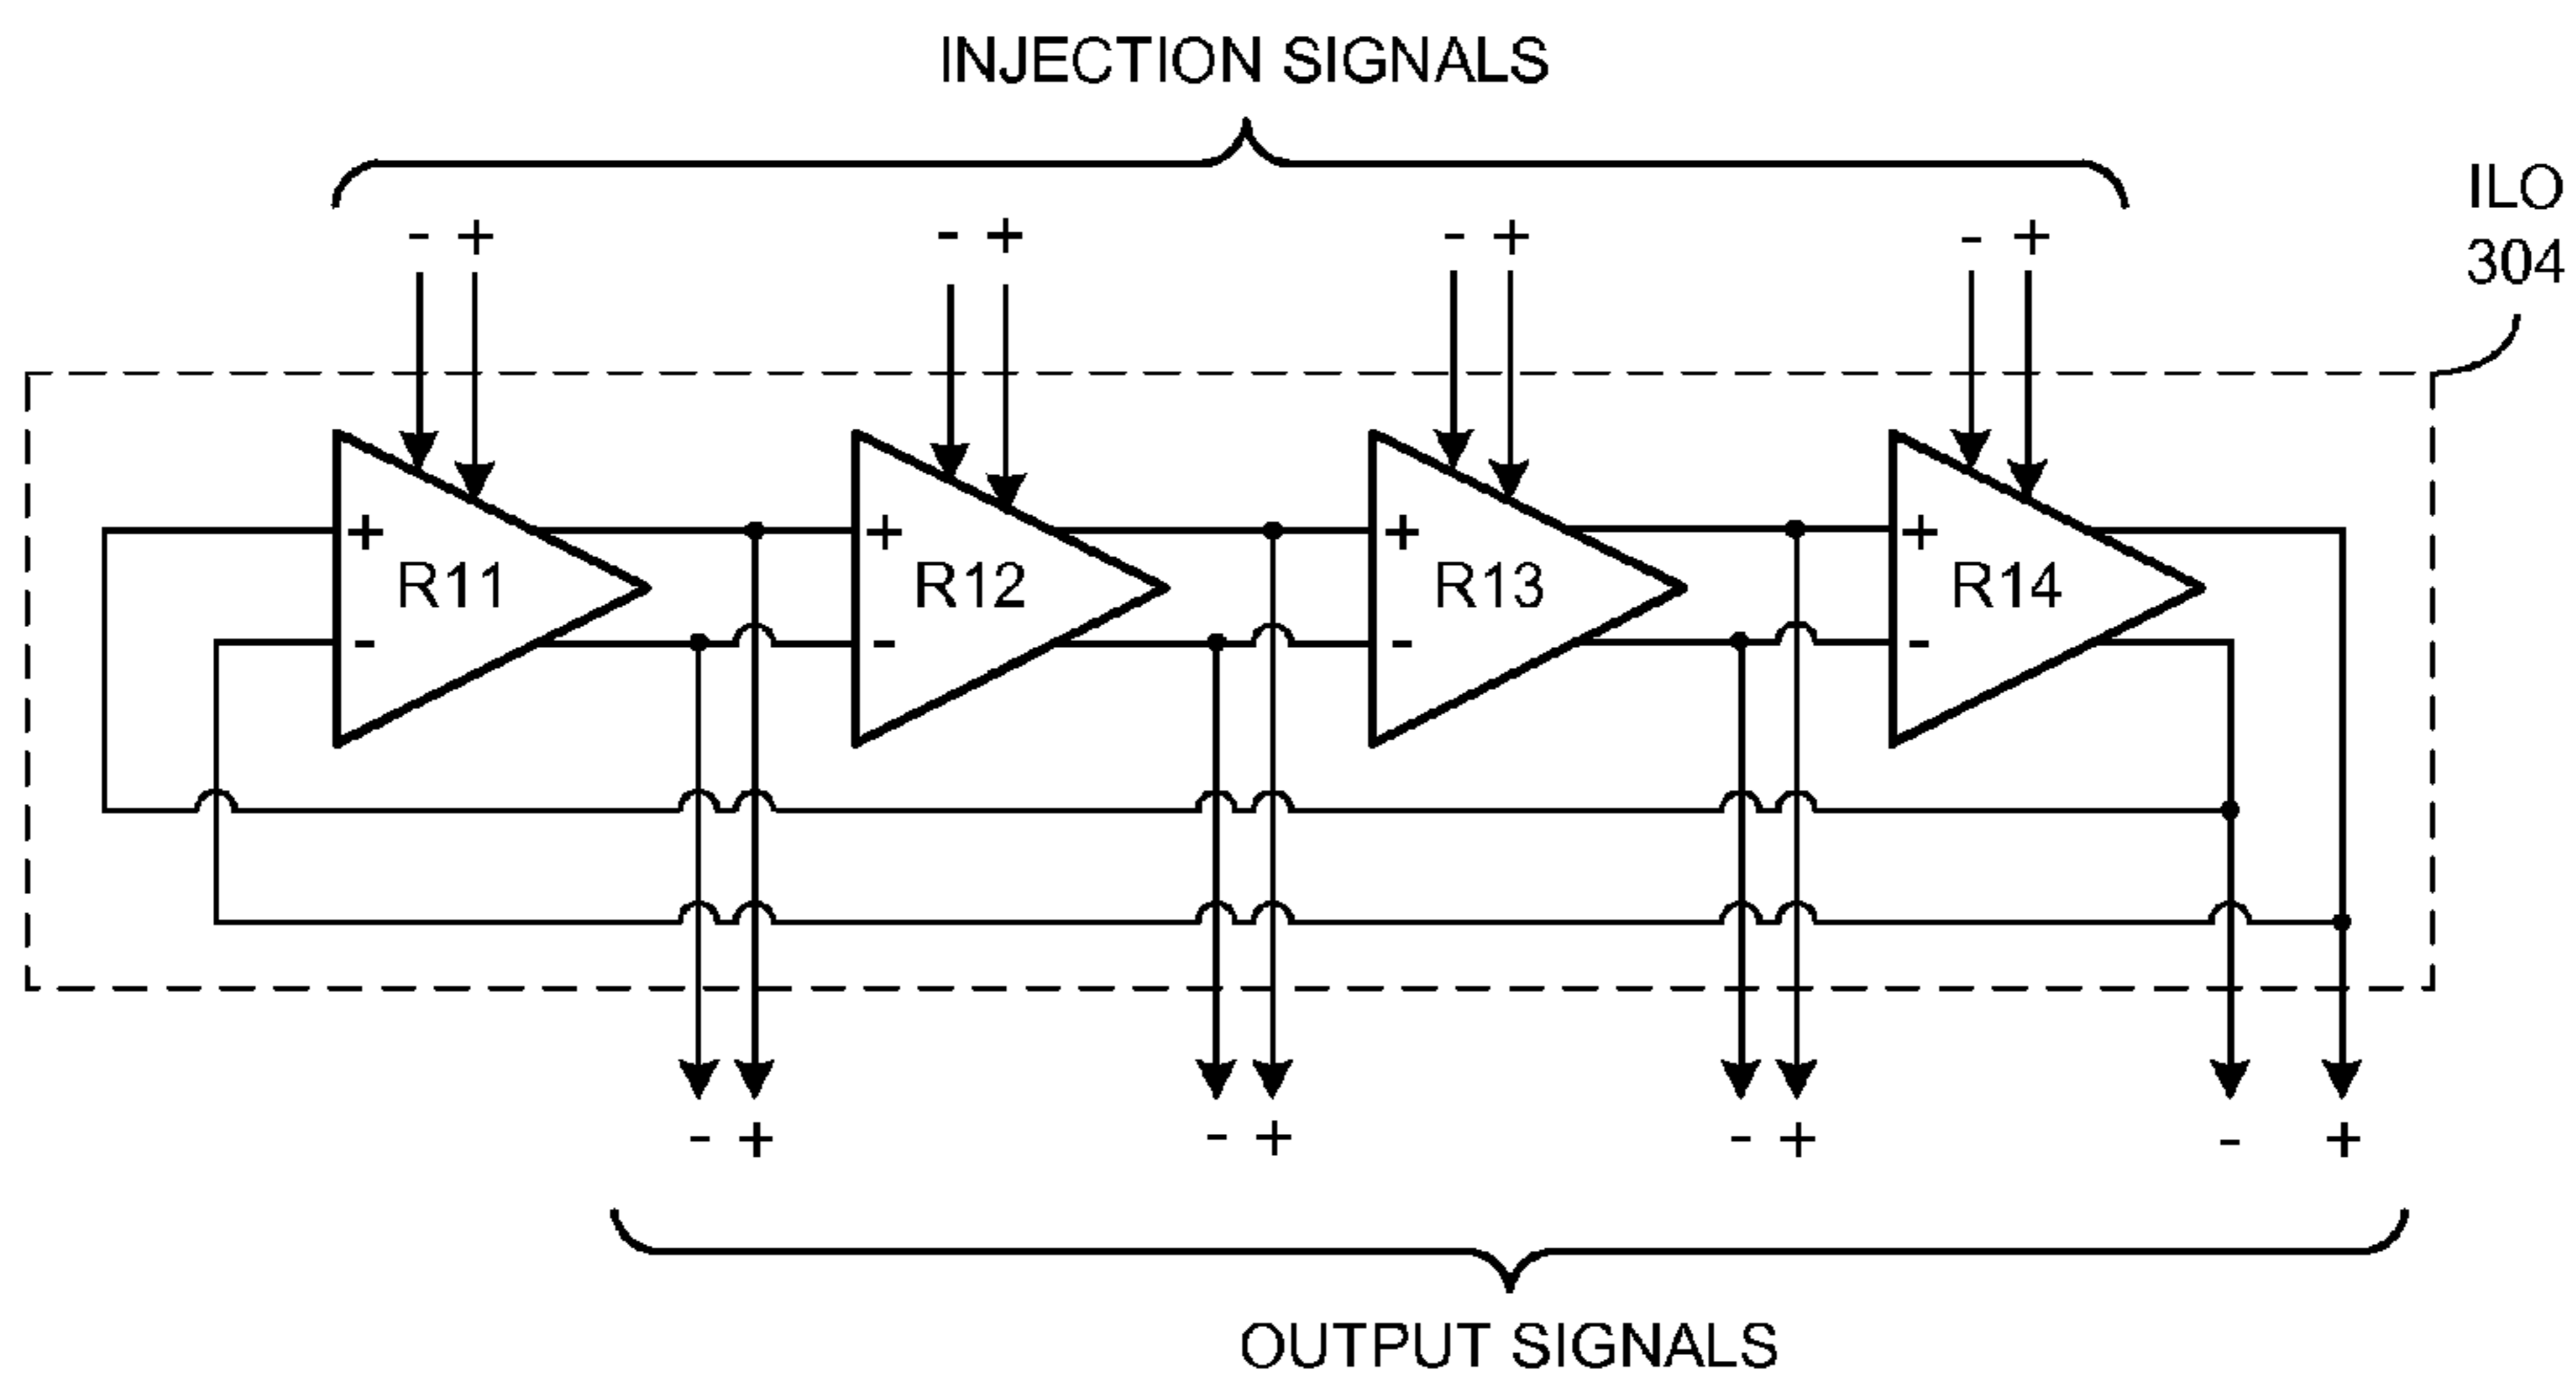 INJECTION SIGNALS
ILO
304
- + - + - + - +
+ + + +
R11 R12 R13 R14
- - - -
- + - + - + - +
OUTPUT SIGNALS